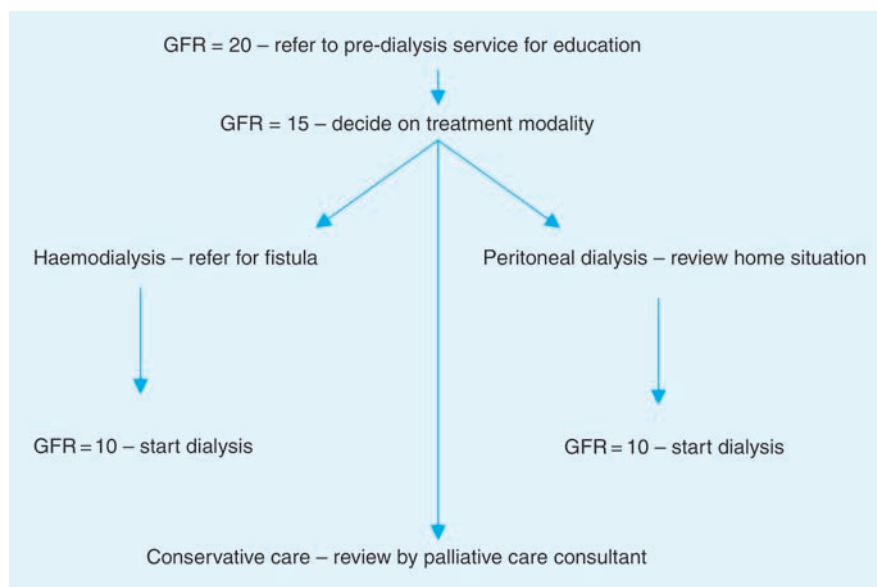 GFR = 20 – refer to pre-dialysis service for education
GFR = 15 – decide on treatment modality
Haemodialysis – refer for fistula
Peritoneal dialysis – review home situation
GFR = 10 – start dialysis
GFR = 10 – start dialysis
Conservative care – review by palliative care consultant